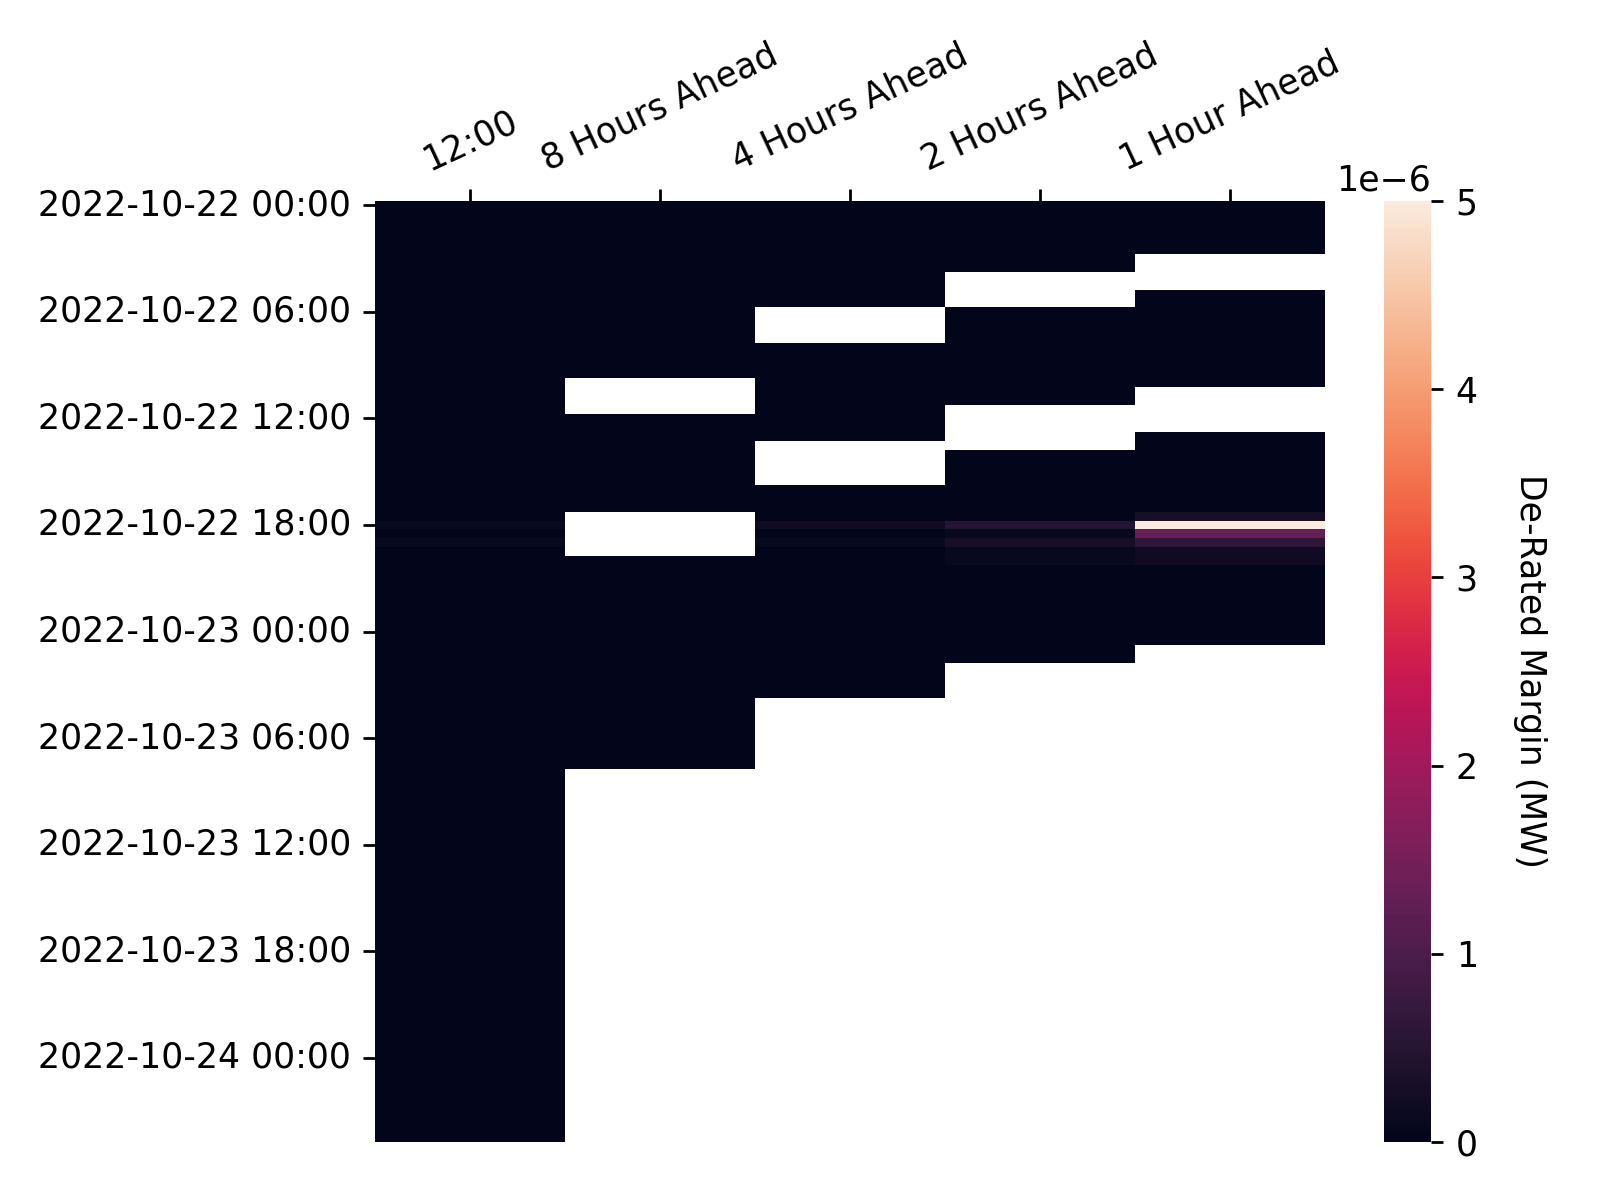 12:00
8 Hours Ahead
4 Hours Ahead
2 Hours Ahead
1 Hour Ahead
2022-10-22 00:00
2022-10-22 06:00
2022-10-22 12:00
2022-10-22 18:00
2022-10-23 00:00
2022-10-23 06:00
2022-10-23 12:00
2022-10-23 18:00
2022-10-24 00:00
1e−6
5
4
3
2
1
0
De-Rated Margin (MW)